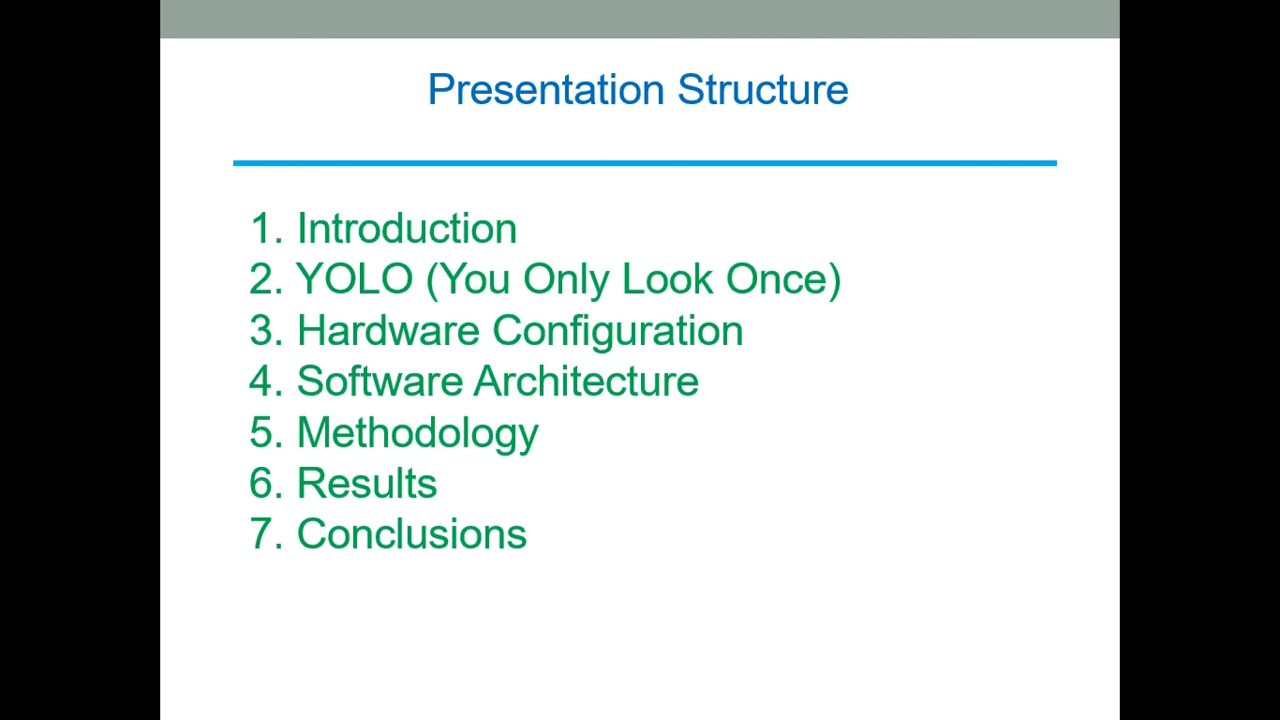 Presentation Structure
1. Introduction
2. YOLO (You Only Look Once)
3. Hardware Configuration
4. Software Architecture
5. Methodology
6. Results
7. Conclusions